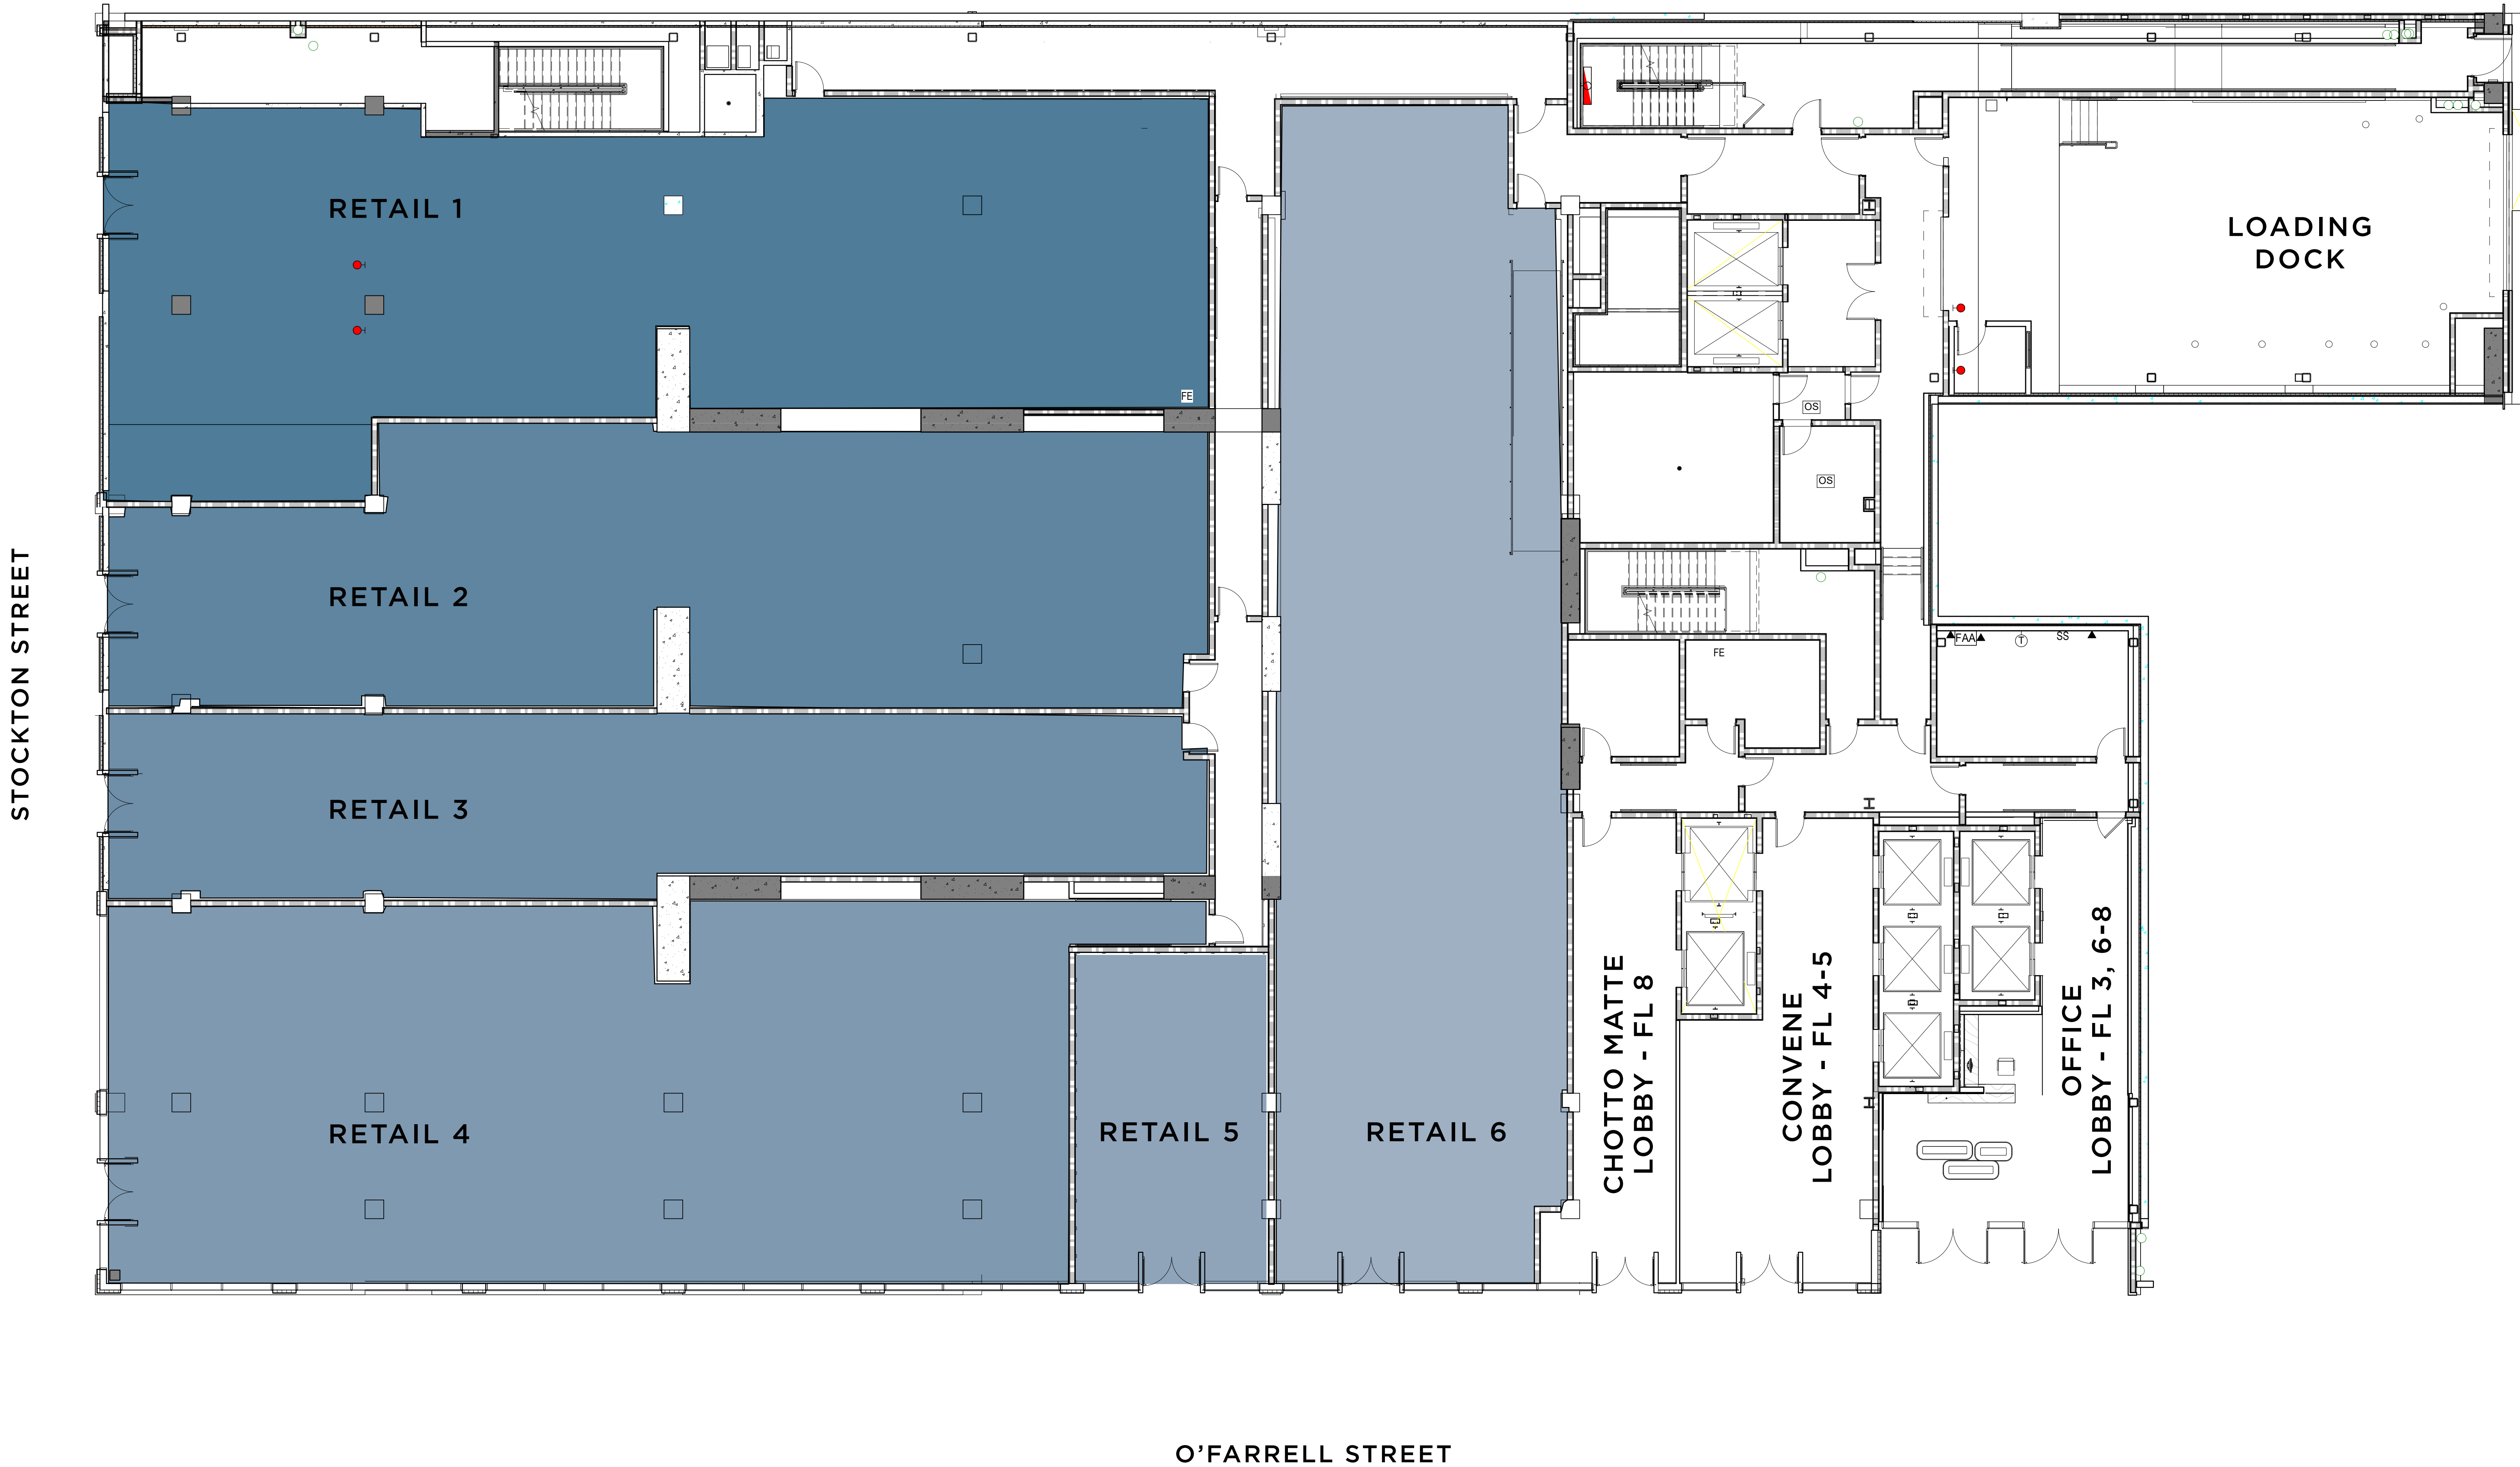 RETAIL 1
LOADING
DOCK
FE
OS
OS
STOCKTON STREET
RETAIL 2
FAA
T
SS
FE
RETAIL 3
RETAIL 4
RETAIL 5
RETAIL 6
CHOTTO MATTE
LOBBY - FL 8
CONVENE
LOBBY - FL 4-5
OFFICE
LOBBY - FL 3, 6-8
O’FARRELL STREET